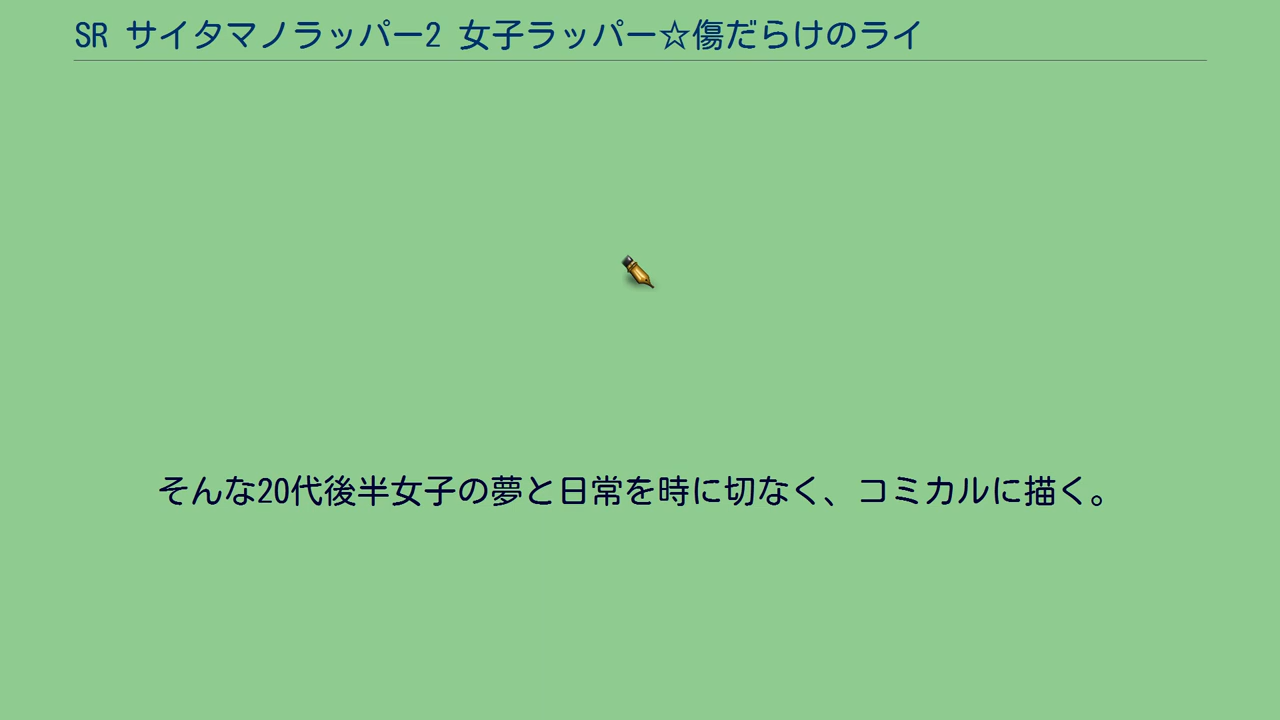 SR サイタマノラッパー2 女子ラッパー☆傷だらけのライ
そんな20代後半女子の夢と日常を時に切なく、コミカルに描く。